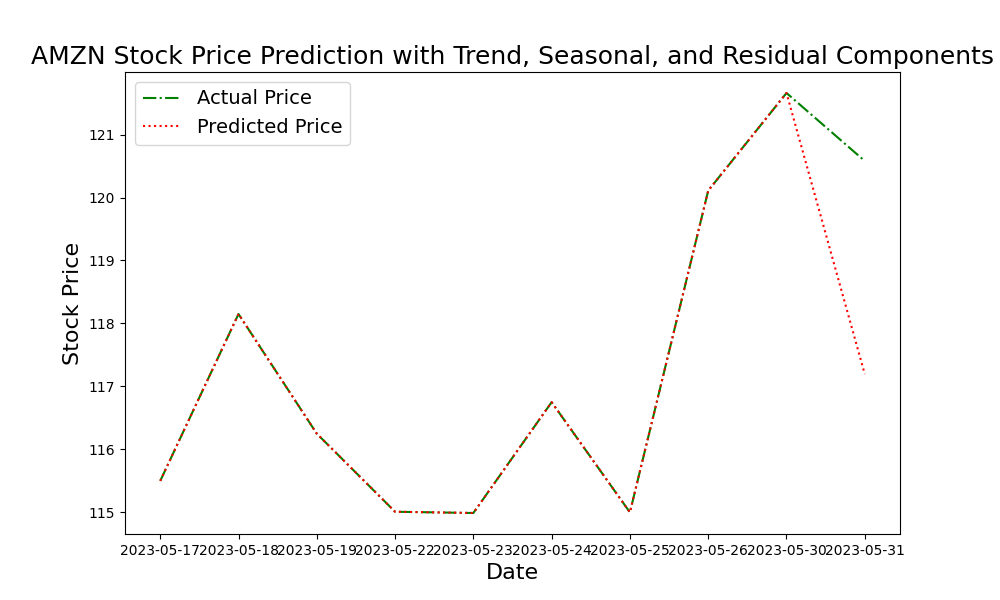 AMZN Stock Price Prediction with Trend, Seasonal, and Residual Components
Actual Price
Predicted Price
121
120
119
118
117
116
115
Stock Price
2023-05-17 2023-05-18 2023-05-19 2023-05-22 2023-05-23 2023-05-24 2023-05-25 2023-05-26 2023-05-30 2023-05-31
Date